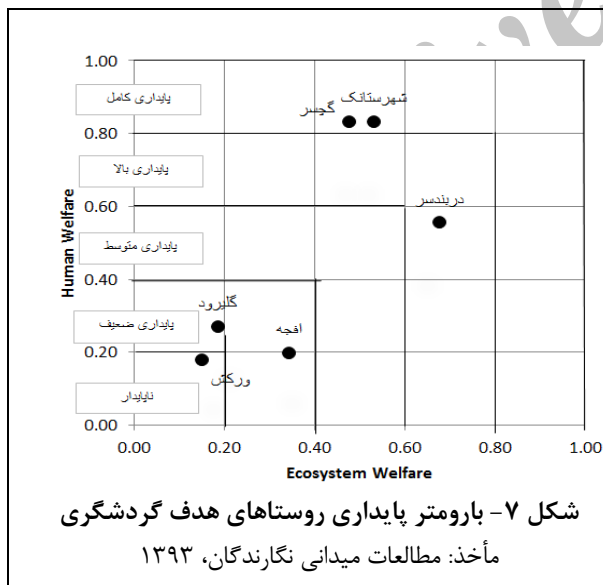 1.00
پایداری کامل
گچسر
شهرستانک
0.80
پایداری بالا
دربندسر
0.60
Human Welfare
پایداری متوسط
0.40
گلیرود
پایداری ضعیف
افجه
0.20
ورکش
ناپایدار
0.00
0.00 0.20 0.40 0.60 0.80 1.00
Ecosystem Welfare
شکل ۷- بارومتر پایداری روستاهای هدف گردشگری
مأخذ: مطالعات میدانی نگارندگان، ۱۳۹۳